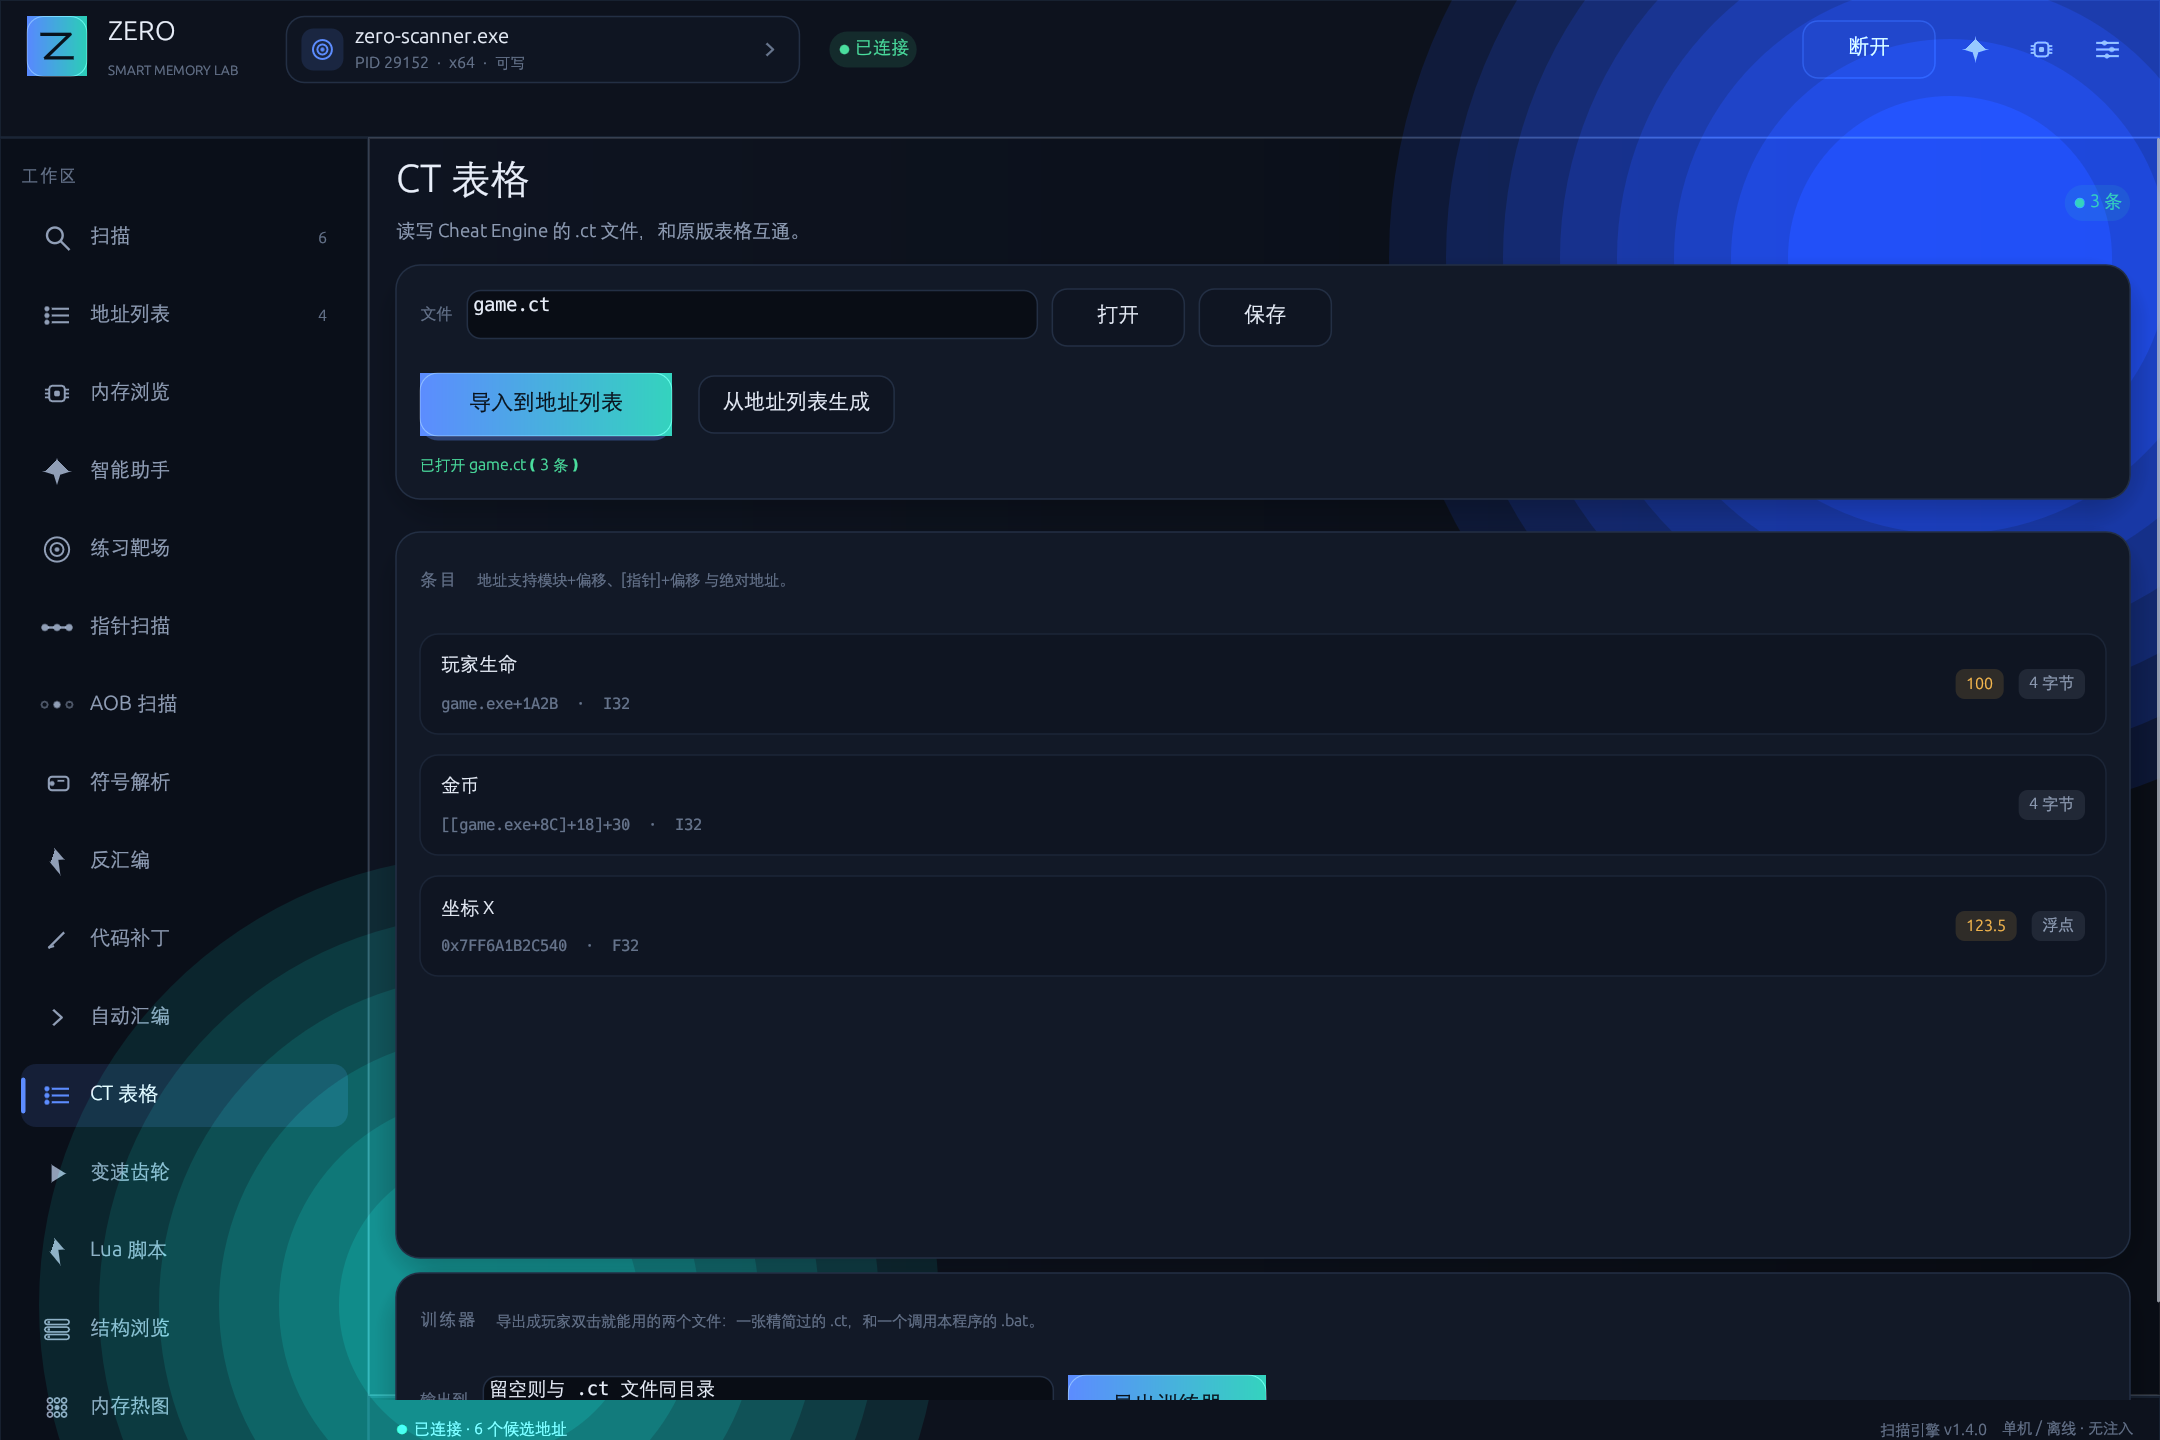 ZERO
SMART MEMORY LAB
zero-scanner.exe
PID 29152 · x64 · 可写
已连接
断开
工作区
扫描 6
地址列表 4
内存浏览
智能助手
练习靶场
指针扫描
AOB 扫描
符号解析
反汇编
代码补丁
自动汇编
CT 表格
变速齿轮
Lua 脚本
结构浏览
内存热图
CT 表格
3 条
读写 Cheat Engine 的 .ct 文件，和原版表格互通。
文件 game.ct 打开 保存
导入到地址列表 从地址列表生成
已打开 game.ct ( 3 条 )
条目 地址支持模块+偏移、[指针]+偏移 与绝对地址。
玩家生命
game.exe+1A2B · I32
100 4 字节
金币
[[game.exe+8C]+18]+30 · I32
4 字节
坐标 X
0x7FF6A1B2C540 · F32
123.5 浮点
训练器 导出成玩家双击就能用的两个文件：一张精简过的 .ct，和一个调用本程序的 .bat。
输出到 留空则与 .ct 文件同目录 导出训练器
已连接 · 6 个候选地址
扫描引擎 v1.4.0 单机 / 离线 · 无注入